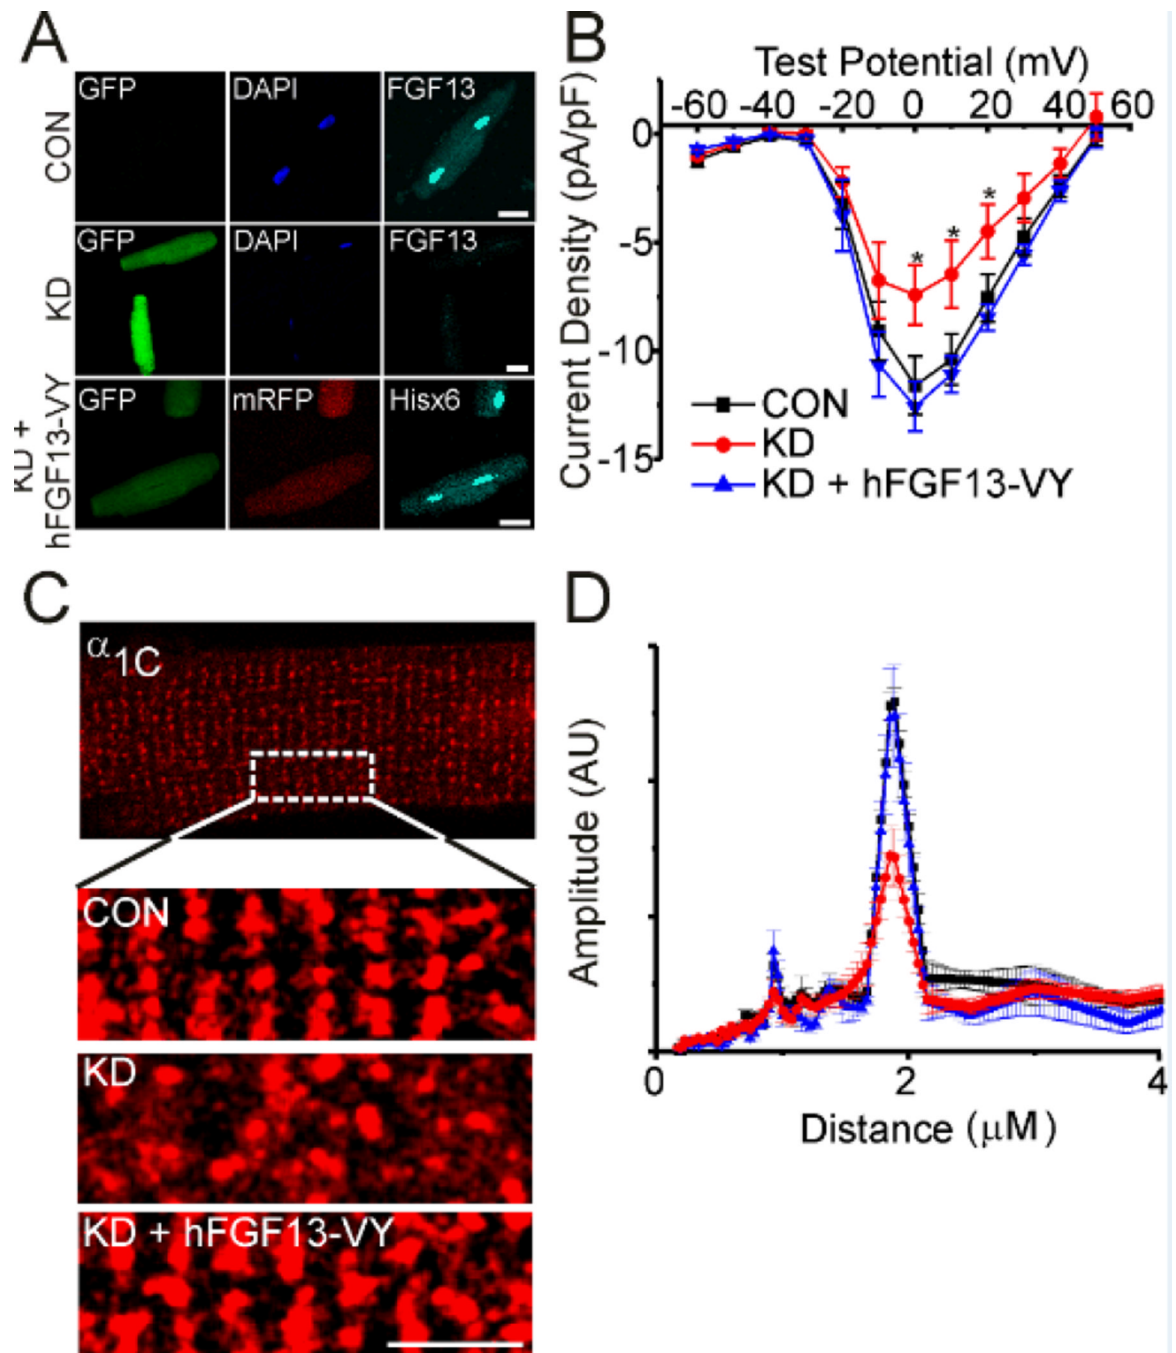 A
GFP
DAPI
FGF13
CON
GFP
DAPI
FGF13
KD
GFP
mRFP
Hisx6
KD +
hFGF13-VY
B
Test Potential (mV)
-60 -40 -20 0 20 40 60
0
-5
-10
-15
Current Density (pA/pF)
*
*
*
CON
KD
KD + hFGF13-VY
C
α1C
CON
KD
KD + hFGF13-VY
D
Amplitude (AU)
0 2 4
Distance (μM)